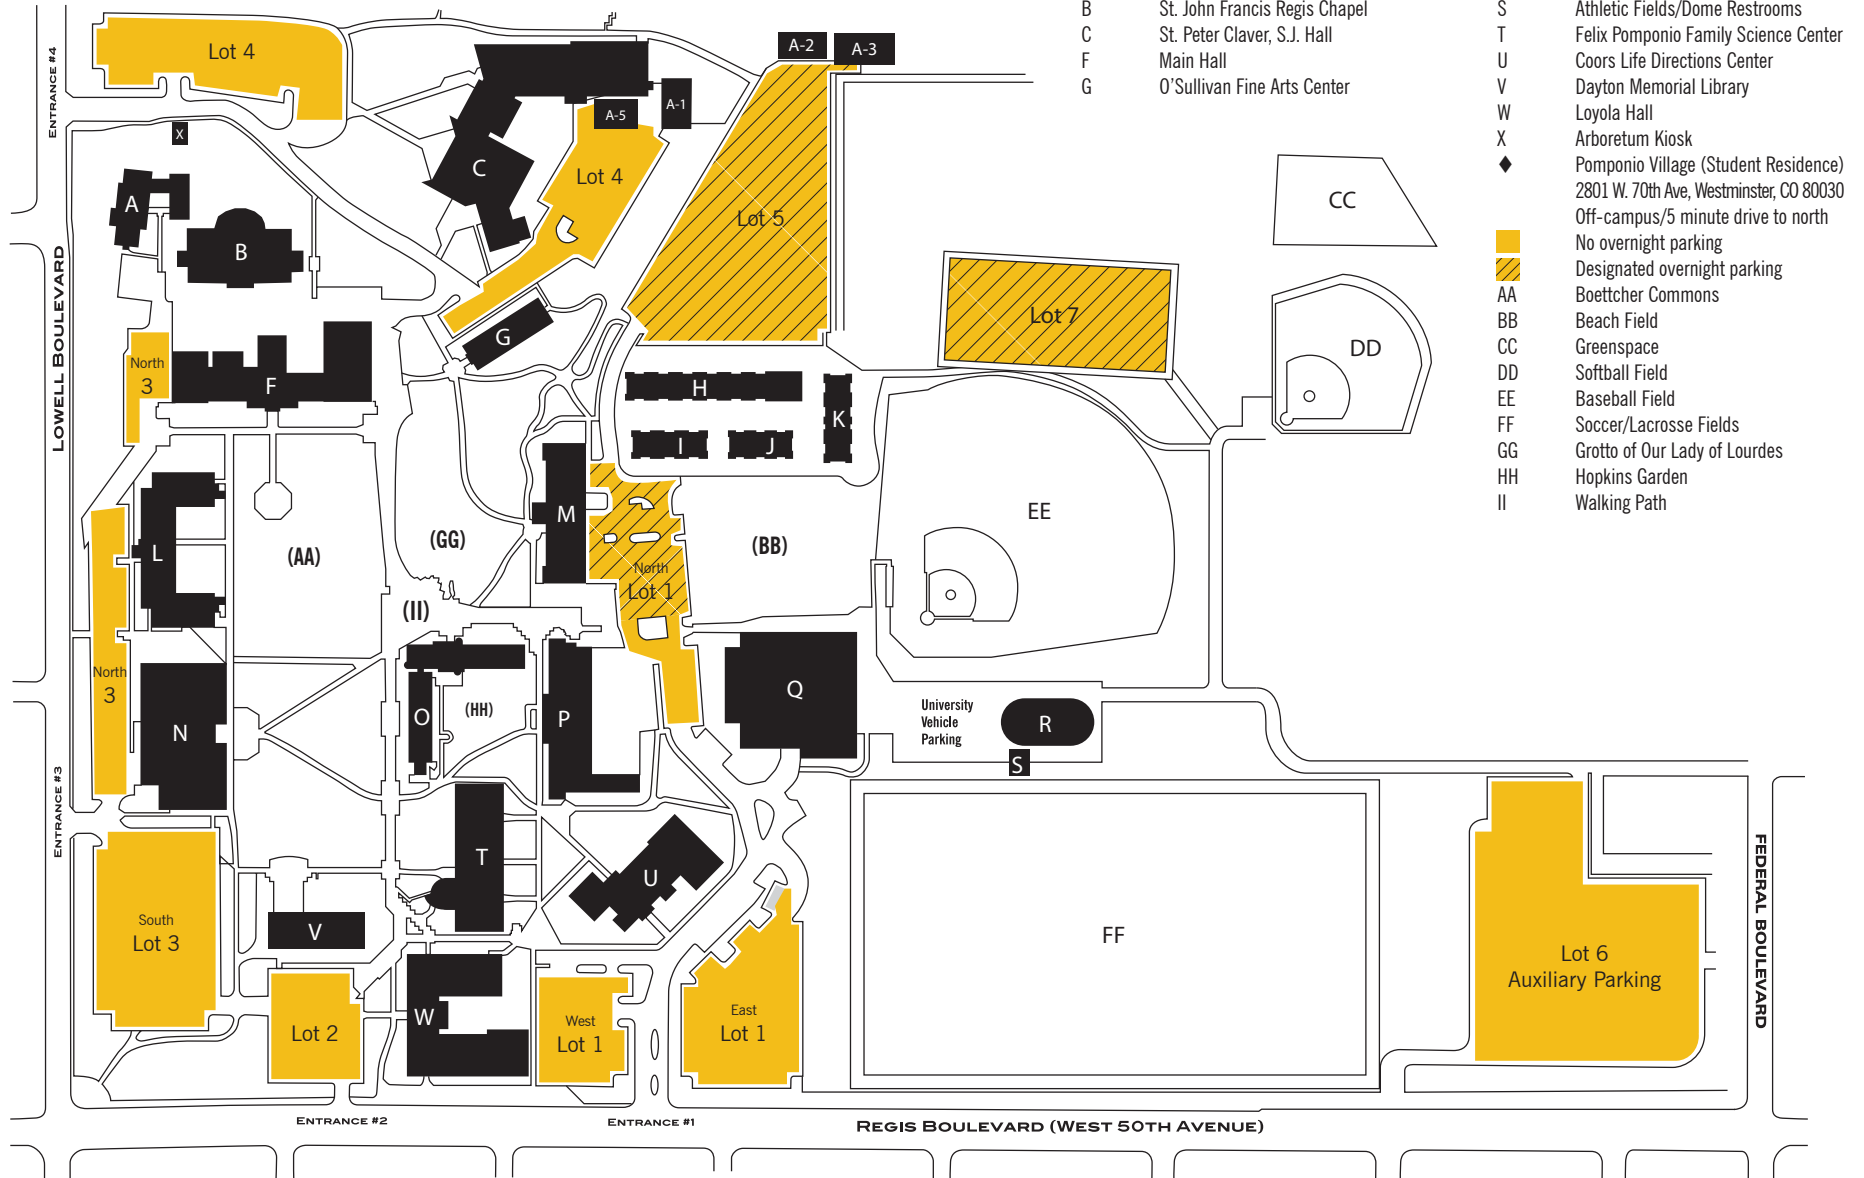 B St. John Francis Regis Chapel
C St. Peter Claver, S.J. Hall
F Main Hall
G O'Sullivan Fine Arts Center
S Athletic Fields/Dome Restrooms
T Felix Pomponio Family Science Center
U Coors Life Directions Center
V Dayton Memorial Library
W Loyola Hall
X Arboretum Kiosk
♦ Pomponio Village (Student Residence)
2801 W. 70th Ave, Westminster, CO 80030
Off-campus/5 minute drive to north
No overnight parking
Designated overnight parking
AA Boettcher Commons
BB Beach Field
CC Greenspace
DD Softball Field
EE Baseball Field
FF Soccer/Lacrosse Fields
GG Grotto of Our Lady of Lourdes
HH Hopkins Garden
II Walking Path
ENTRANCE #4
Lot 4
A-2
A-3
A-1
A-5
X
C
Lot 4
A
B
Lot 5
CC
LOWELL BOULEVARD
G
Lot 7
DD
North
3
F
H
K
I
J
M
EE
L
(AA)
(GG)
(BB)
North
Lot 1
(II)
North
3
N
O
(HH)
P
Q
University
Vehicle
Parking
R
S
ENTRANCE #3
T
U
V
South
Lot 3
FF
FEDERAL BOULEVARD
Lot 6
Auxiliary Parking
W
Lot 2
West
Lot 1
East
Lot 1
ENTRANCE #2
ENTRANCE #1
REGIS BOULEVARD (WEST 50TH AVENUE)